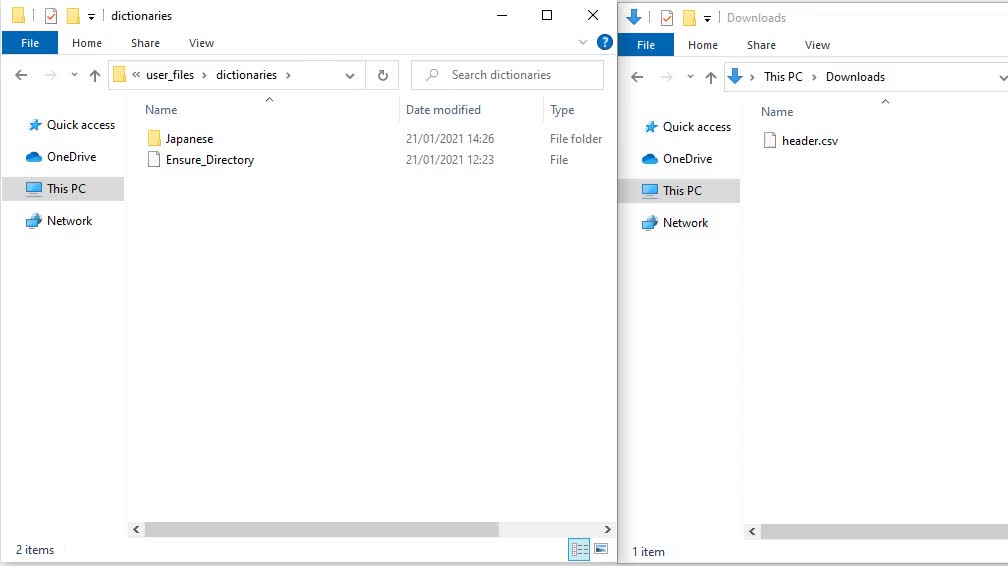 dictionaries
File Home Share View
« user_files > dictionaries >
Search dictionaries
Name Date modified Type
Quick access
OneDrive
This PC
Network
Japanese 21/01/2021 14:26 File folder
Ensure_Directory 21/01/2021 12:23 File
2 items
Downloads
File Home Share View
> This PC > Downloads
Name
Quick access
OneDrive
This PC
Network
header.csv
1 item